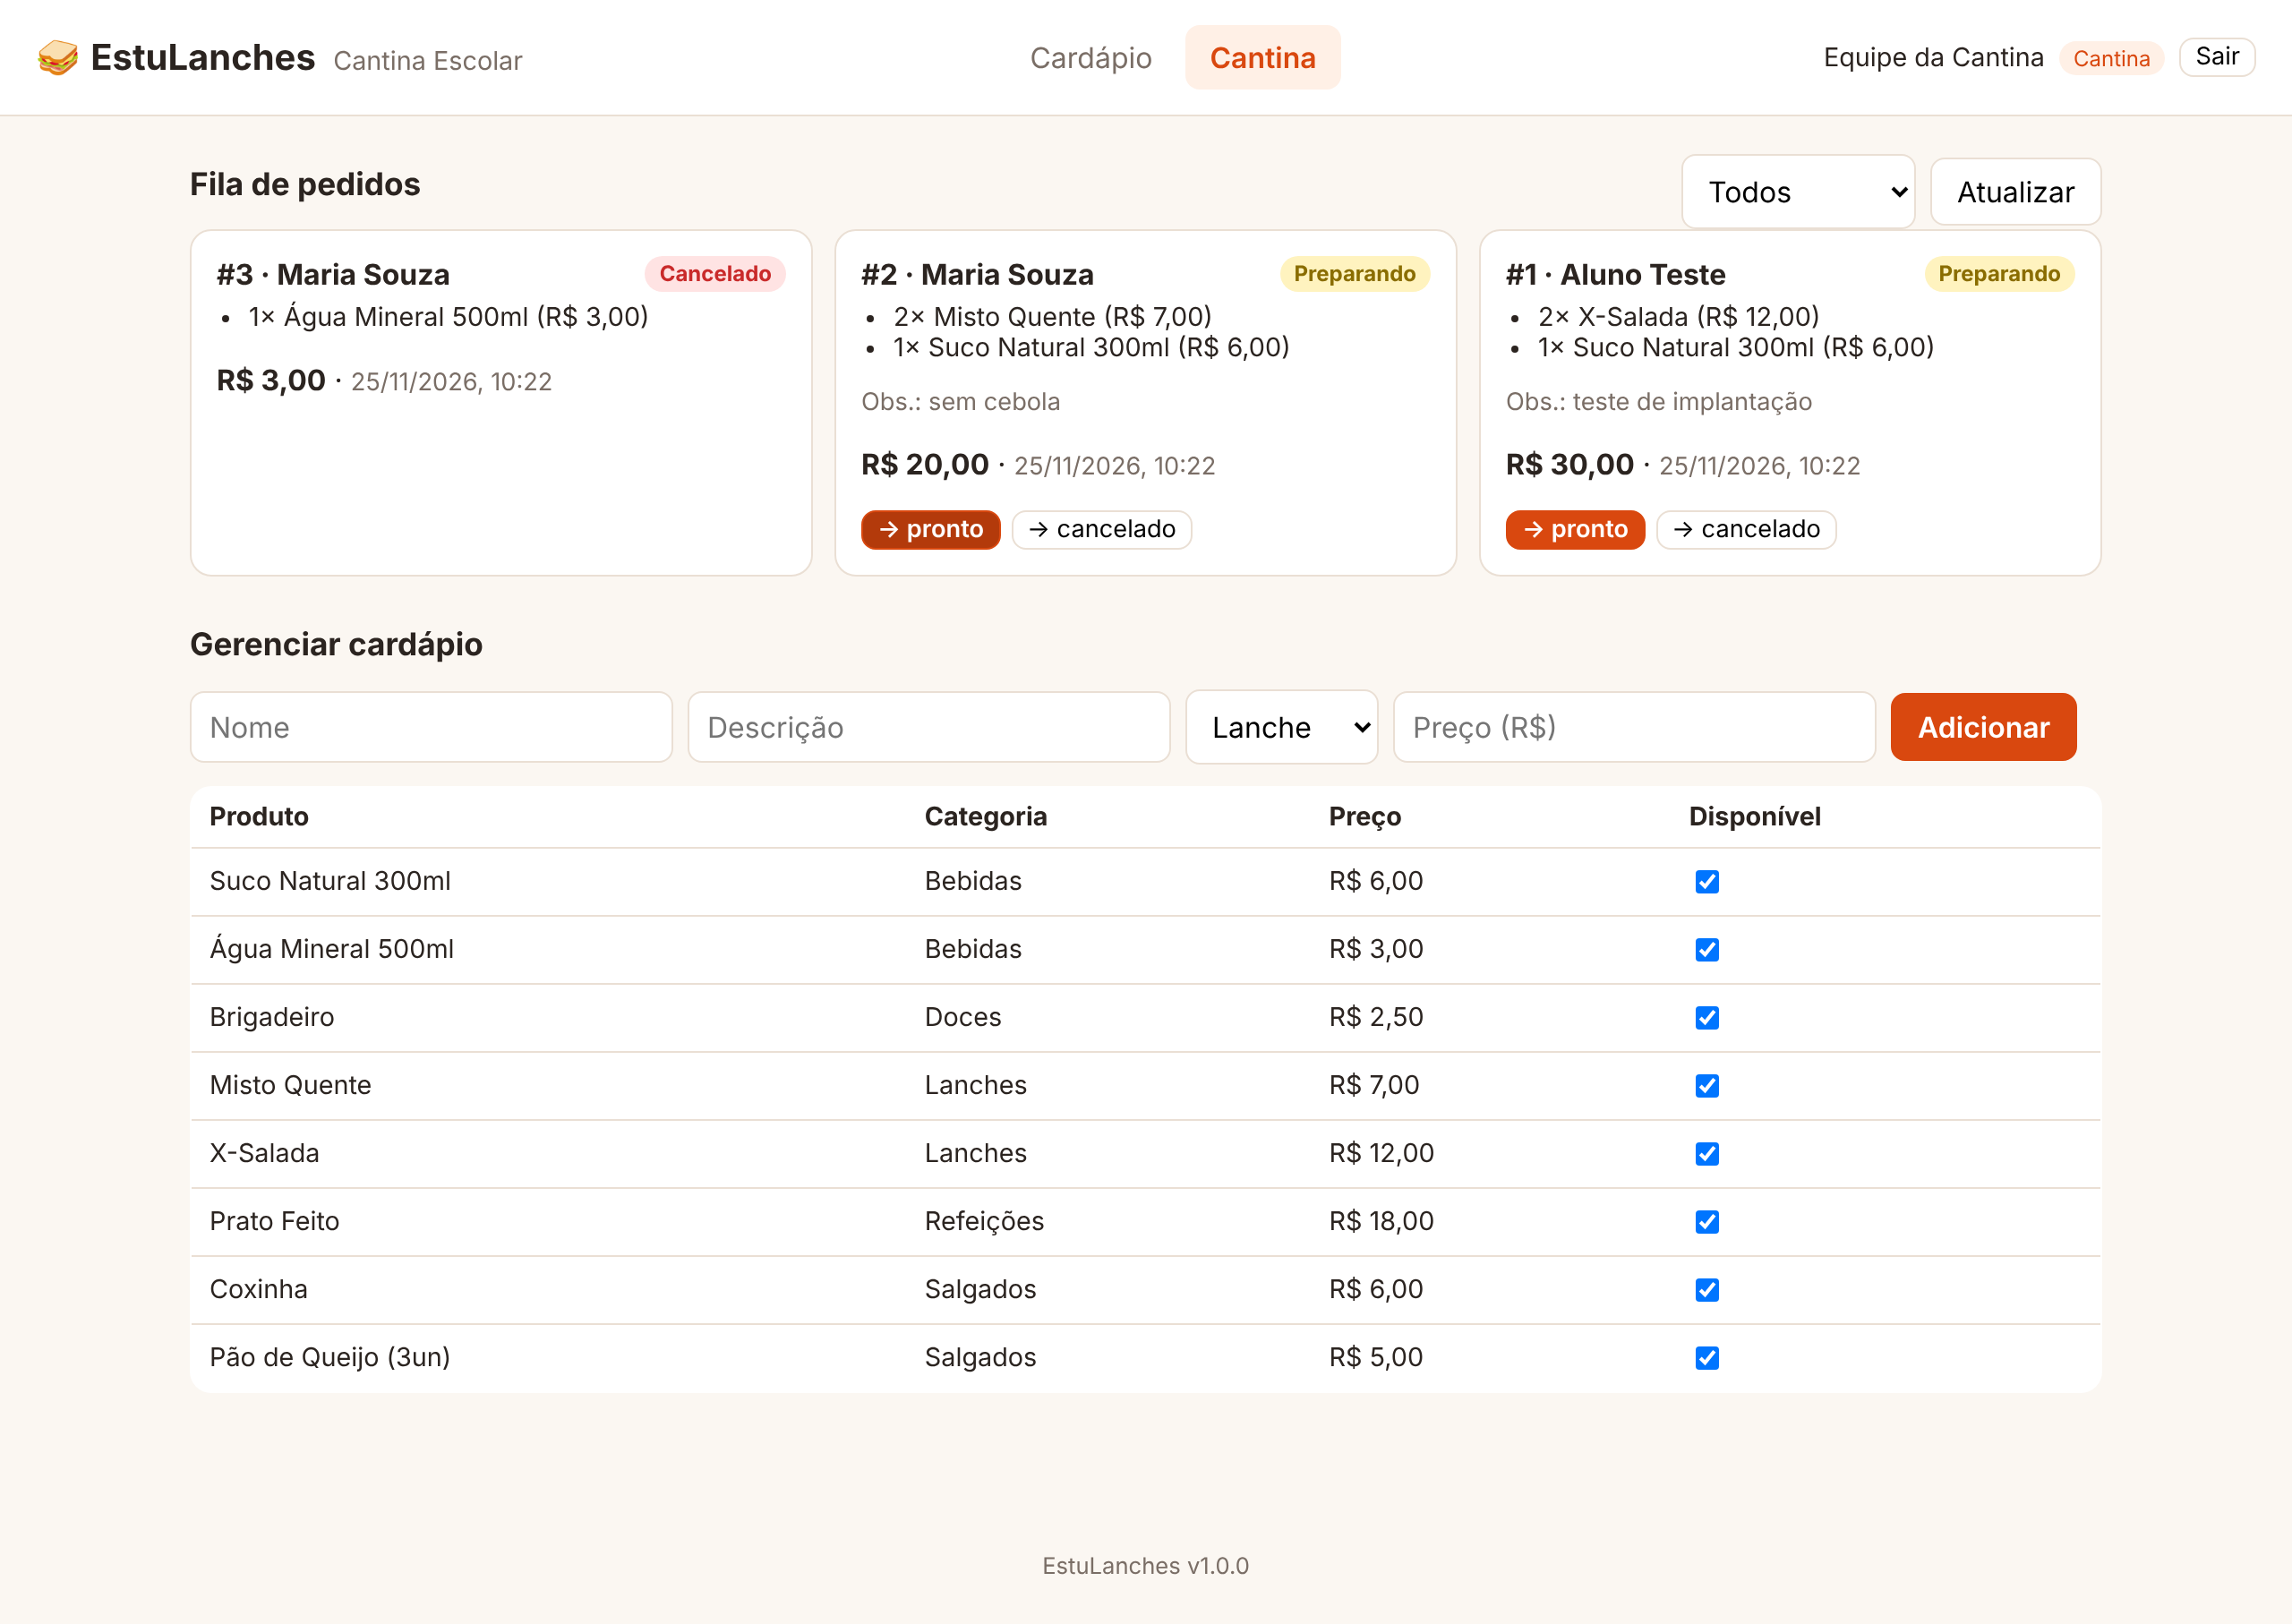 EstuLanches Cantina Escolar
Cardápio
Cantina
Equipe da Cantina
Cantina
Sair
Fila de pedidos
Todos
Atualizar
#3 · Maria Souza
Cancelado
• 1× Água Mineral 500ml (R$ 3,00)
R$ 3,00 · 25/11/2026, 10:22
#2 · Maria Souza
Preparando
• 2× Misto Quente (R$ 7,00)
• 1× Suco Natural 300ml (R$ 6,00)
Obs.: sem cebola
R$ 20,00 · 25/11/2026, 10:22
→ pronto
→ cancelado
#1 · Aluno Teste
Preparando
• 2× X-Salada (R$ 12,00)
• 1× Suco Natural 300ml (R$ 6,00)
Obs.: teste de implantação
R$ 30,00 · 25/11/2026, 10:22
→ pronto
→ cancelado
Gerenciar cardápio
Nome
Descrição
Lanche
Preço (R$)
Adicionar
Produto Categoria Preço Disponível
Suco Natural 300ml Bebidas R$ 6,00
Água Mineral 500ml Bebidas R$ 3,00
Brigadeiro Doces R$ 2,50
Misto Quente Lanches R$ 7,00
X-Salada Lanches R$ 12,00
Prato Feito Refeições R$ 18,00
Coxinha Salgados R$ 6,00
Pão de Queijo (3un) Salgados R$ 5,00
EstuLanches v1.0.0